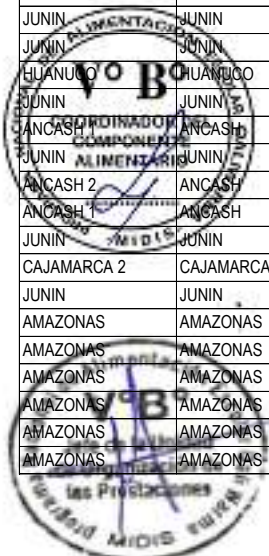 JUNIN JUNIN
JUNIN JUNIN
HUANUCO HUANUCO
JUNIN JUNIN
ANCASH 1 ANCASH
JUNIN JUNIN
ANCASH 2 ANCASH
ANCASH 1 ANCASH
JUNIN JUNIN
CAJAMARCA 2 CAJAMARCA
JUNIN JUNIN
AMAZONAS AMAZONAS
AMAZONAS AMAZONAS
AMAZONAS AMAZONAS
AMAZONAS AMAZONAS
AMAZONAS AMAZONAS
AMAZONAS AMAZONAS
V° B°
COORDINADOR DEL
COMPONENTE
ALIMENTARIO
MIDIS
V° B°
las Prestaciones
MIDIS